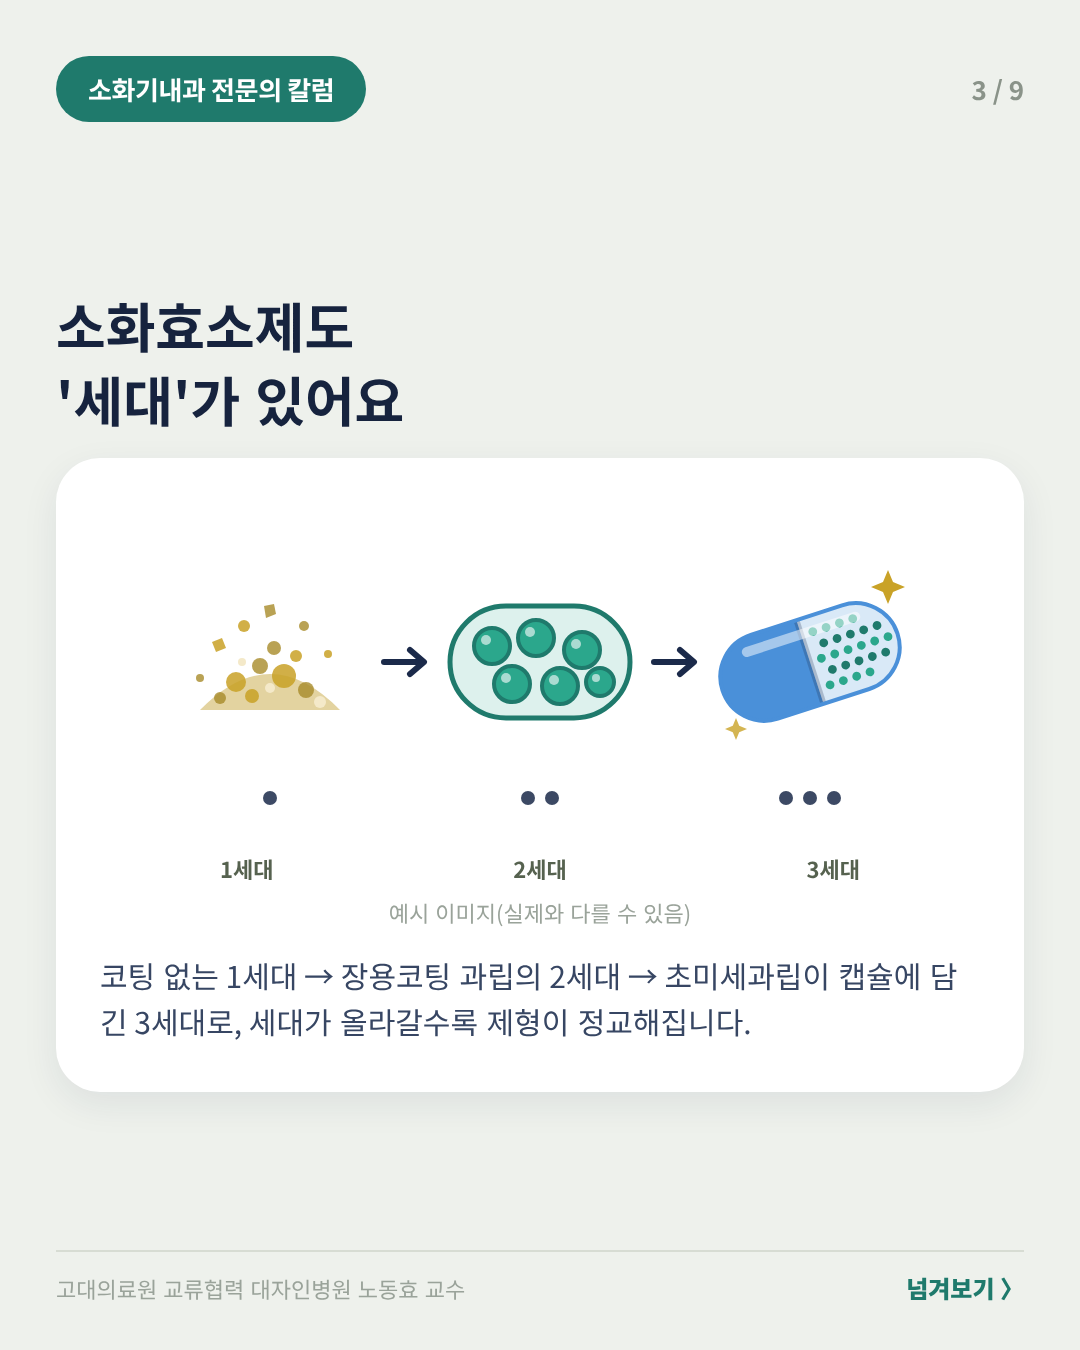 소화기내과 전문의 칼럼
3 / 9
소화효소제도
'세대'가 있어요
1세대
2세대
3세대
예시 이미지(실제와 다를 수 있음)
코팅 없는 1세대 → 장용코팅 과립의 2세대 → 초미세과립이 캡슐에 담
긴 3세대로, 세대가 올라갈수록 제형이 정교해집니다.
고대의료원 교류협력 대자인병원 노동효 교수
넘겨보기 〉